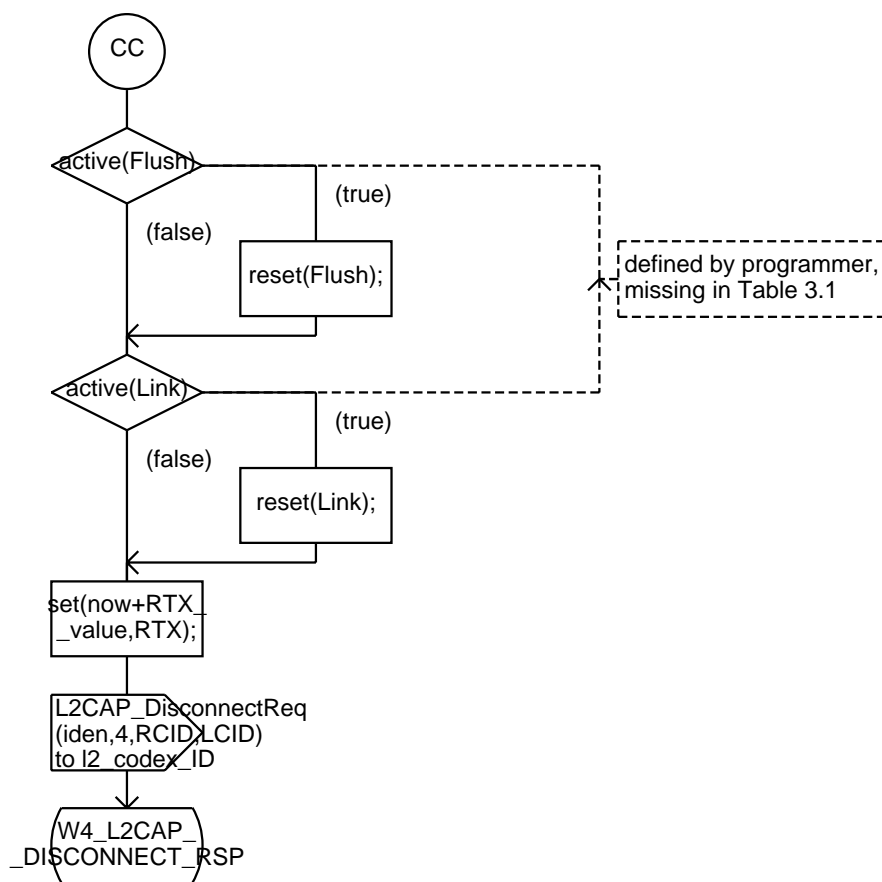 CC
active(Flush)
(true)
(false)
reset(Flush);
defined by programmer,
missing in Table 3.1
active(Link)
(true)
(false)
reset(Link);
set(now+RTX_
_value,RTX);
L2CAP_DisconnectReq
(iden,4,RCID,LCID)
to l2_codex_ID
W4_L2CAP_
_DISCONNECT_RSP